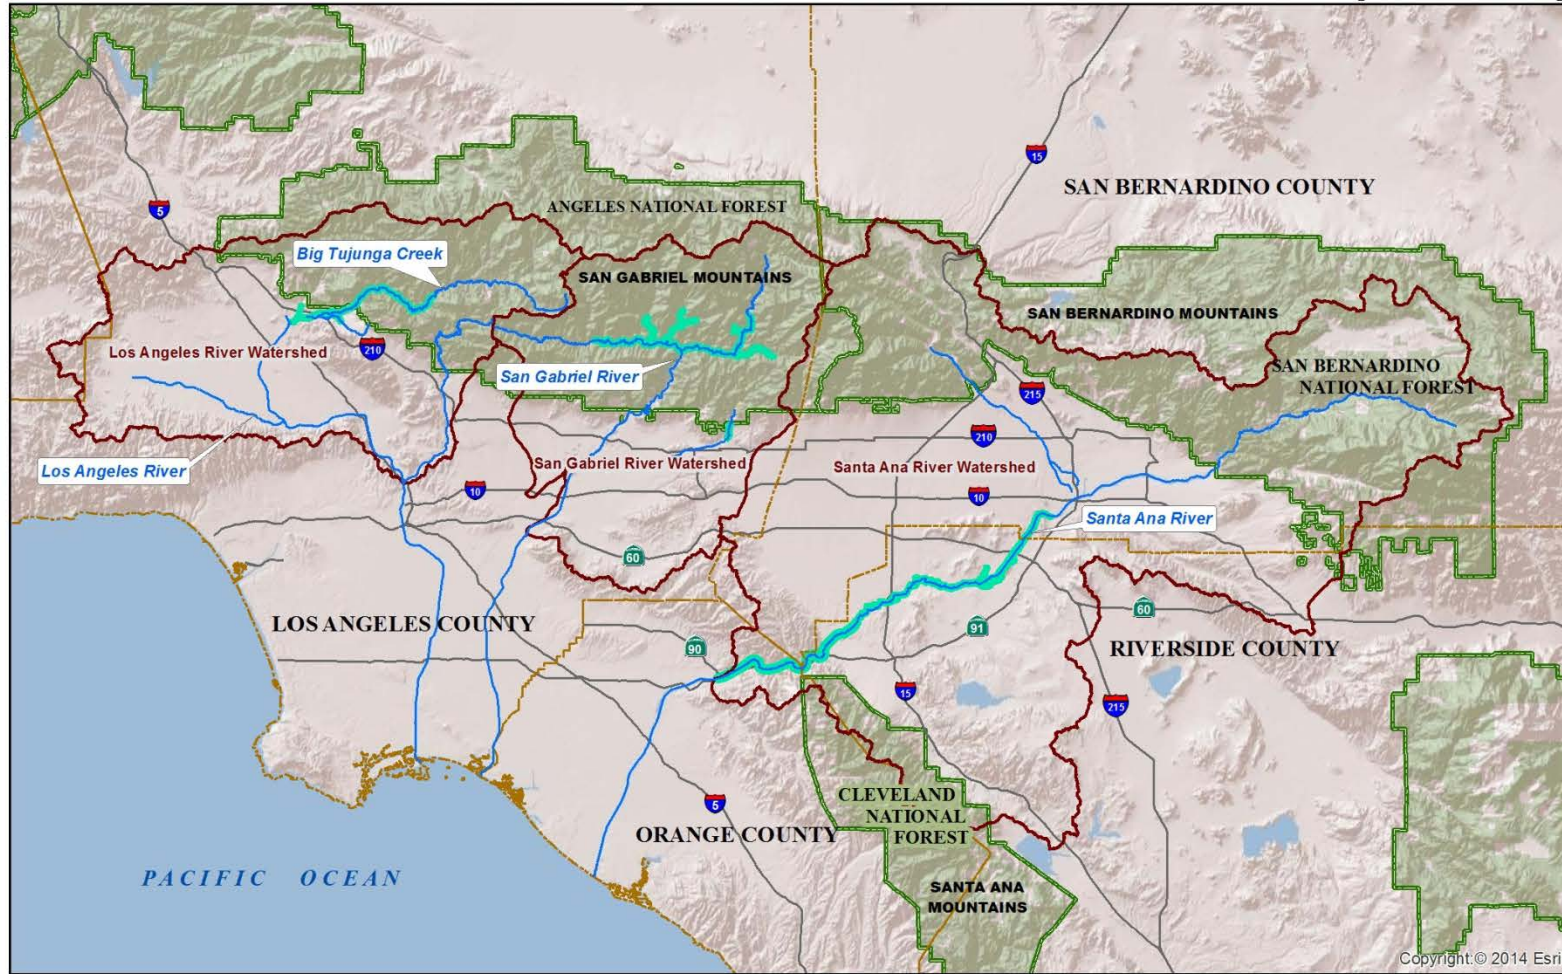 15
SAN BERNARDINO COUNTY
5
ANGELES NATIONAL FOREST
Big Tujunga Creek
SAN GABRIEL MOUNTAINS
SAN BERNARDINO MOUNTAINS
Los Angeles River Watershed
210
San Gabriel River
SAN BERNARDINO
NATIONAL FOREST
215
210
Los Angeles River
San Gabriel River Watershed
Santa Ana River Watershed
10
10
Santa Ana River
60
LOS ANGELES COUNTY
90
91
60
RIVERSIDE COUNTY
15
215
5
ORANGE COUNTY
CLEVELAND
NATIONAL
FOREST
PACIFIC OCEAN
SANTA ANA
MOUNTAINS
Copyright:© 2014 Esri